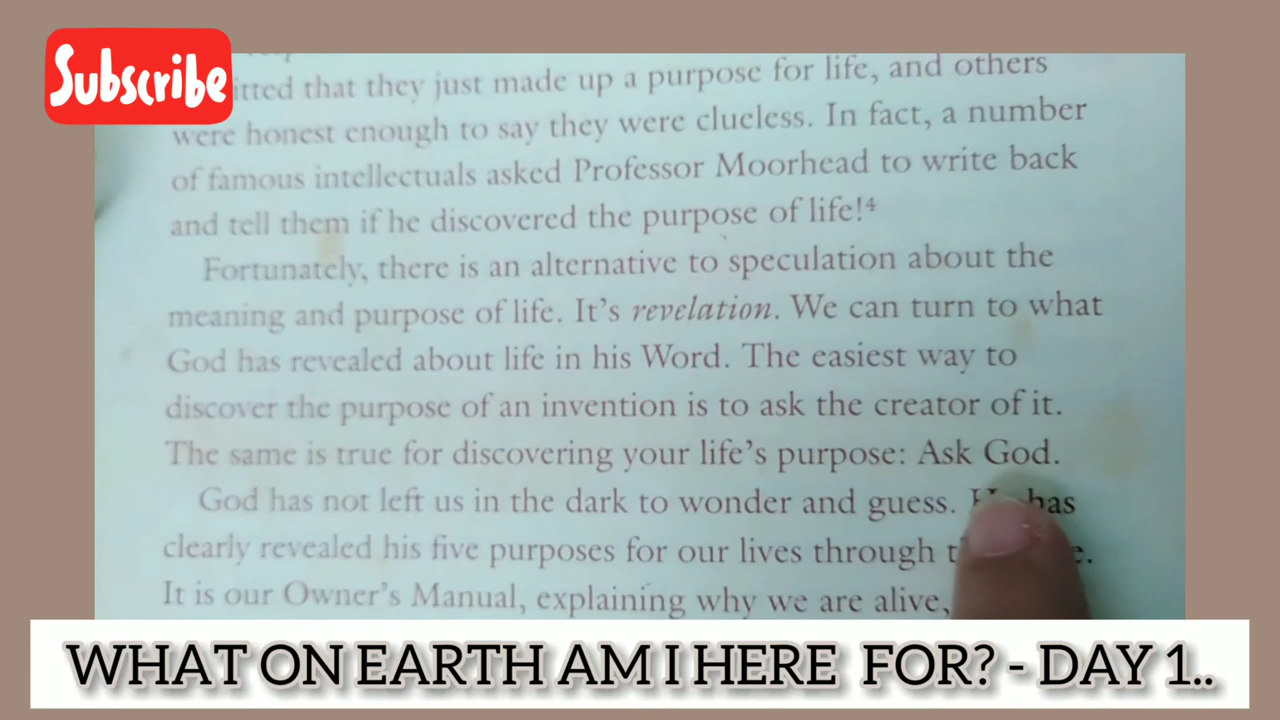 Subscribe
itted that they just made up a purpose for life, and others
were honest enough to say they were clueless. In fact, a number
of famous intellectuals asked Professor Moorhead to write back
and tell them if he discovered the purpose of life!⁴
Fortunately, there is an alternative to speculation about the
meaning and purpose of life. It's revelation. We can turn to what
God has revealed about life in his Word. The easiest way to
discover the purpose of an invention is to ask the creator of it.
The same is true for discovering your life's purpose: Ask God.
God has not left us in the dark to wonder and guess. has
clearly revealed his five purposes for our lives through
It is our Owner's Manual, explaining why we are alive,
WHAT ON EARTH AM I HERE FOR? - DAY 1..